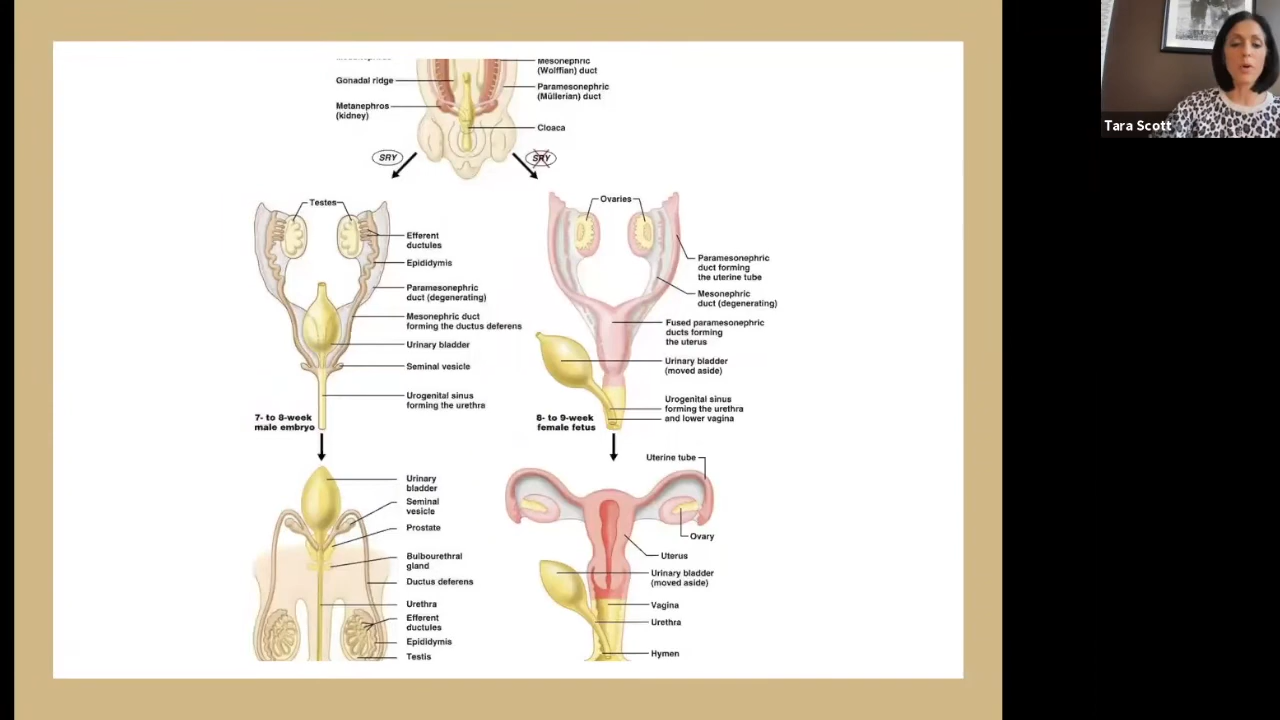 Gonadal ridge
Metanephros
(kidney)
Mesonephric
(Wolffian) duct
Paramesonephric
(Müllerian) duct
Cloaca
SRY
SRY
Testes
Efferent
ductules
Epididymis
Paramesonephric
duct (degenerating)
Mesonephric duct
forming the ductus deferens
Urinary bladder
Seminal vesicle
Urogenital sinus
forming the urethra
7- to 8-week
male embryo
Ovaries
Paramesonephric
duct forming
the uterine tube
Mesonephric
duct (degenerating)
Fused paramesonephric
ducts forming
the uterus
Urinary bladder
(moved aside)
Urogenital sinus
forming the urethra
and lower vagina
8- to 9-week
female fetus
Urinary
bladder
Seminal
vesicle
Prostate
Bulbourethral
gland
Ductus deferens
Urethra
Efferent
ductules
Epididymis
Testis
Uterine tube
Ovary
Uterus
Urinary bladder
(moved aside)
Vagina
Urethra
Hymen
Tara Scott